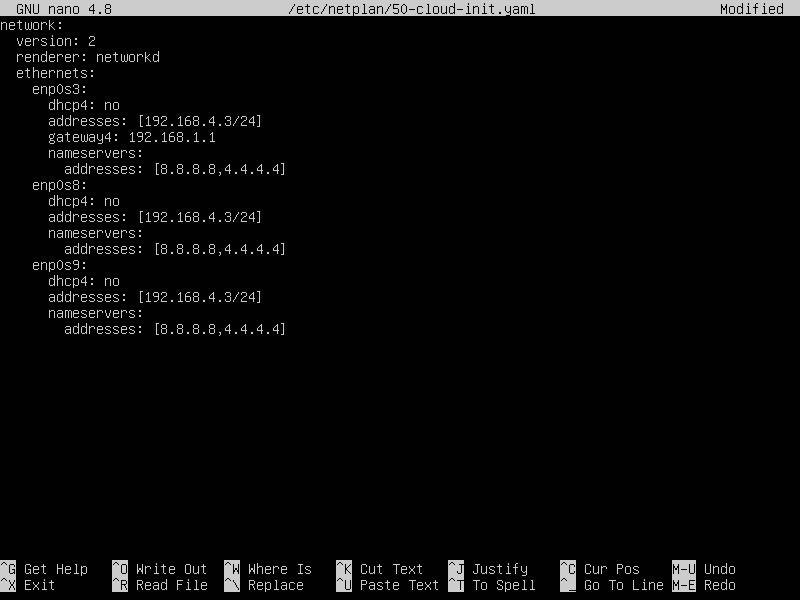 GNU nano 4.8 /etc/netplan/50-cloud-init.yaml Modified
network:
  version: 2
  renderer: networkd
  ethernets:
    enp0s3:
      dhcp4: no
      addresses: [192.168.4.3/24]
      gateway4: 192.168.1.1
      nameservers:
        addresses: [8.8.8.8,4.4.4.4]
    enp0s8:
      dhcp4: no
      addresses: [192.168.4.3/24]
      nameservers:
        addresses: [8.8.8.8,4.4.4.4]
    enp0s9:
      dhcp4: no
      addresses: [192.168.4.3/24]
      nameservers:
        addresses: [8.8.8.8,4.4.4.4]
^G Get Help ^O Write Out ^W Where Is ^K Cut Text ^J Justify ^C Cur Pos M-U Undo
^X Exit ^R Read File ^\ Replace ^U Paste Text ^T To Spell ^_ Go To Line M-E Redo